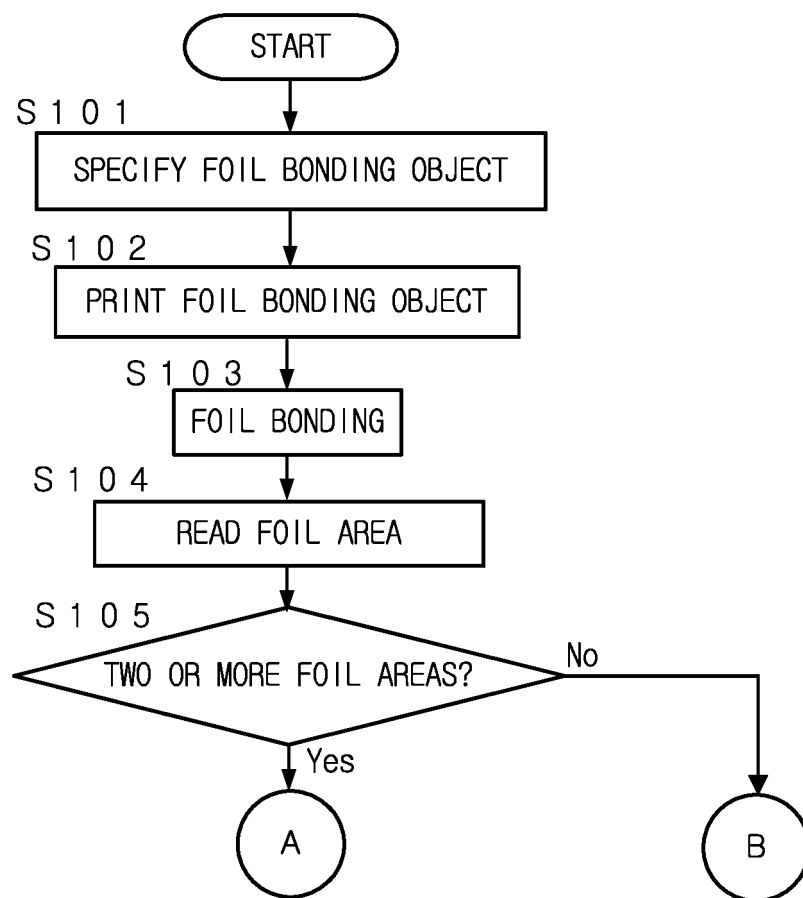 START
S101
SPECIFY FOIL BONDING OBJECT
S102
PRINT FOIL BONDING OBJECT
S103
FOIL BONDING
S104
READ FOIL AREA
S105
TWO OR MORE FOIL AREAS?
No
Yes
A
B